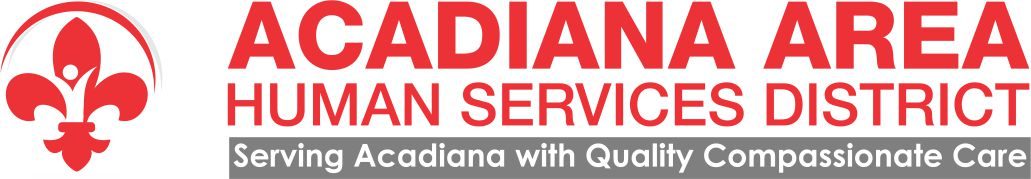 ACADIANA AREA
HUMAN SERVICES DISTRICT
Serving Acadiana with Quality Compassionate Care